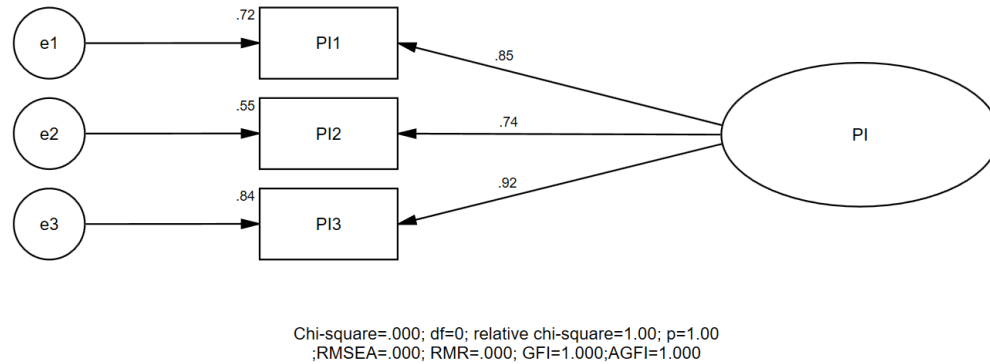 .72
e1
PI1
.85
.55
e2
PI2
.74
PI
.84
e3
PI3
.92
Chi-square=.000; df=0; relative chi-square=1.00; p=1.00
;RMSEA=.000; RMR=.000; GFI=1.000;AGFI=1.000